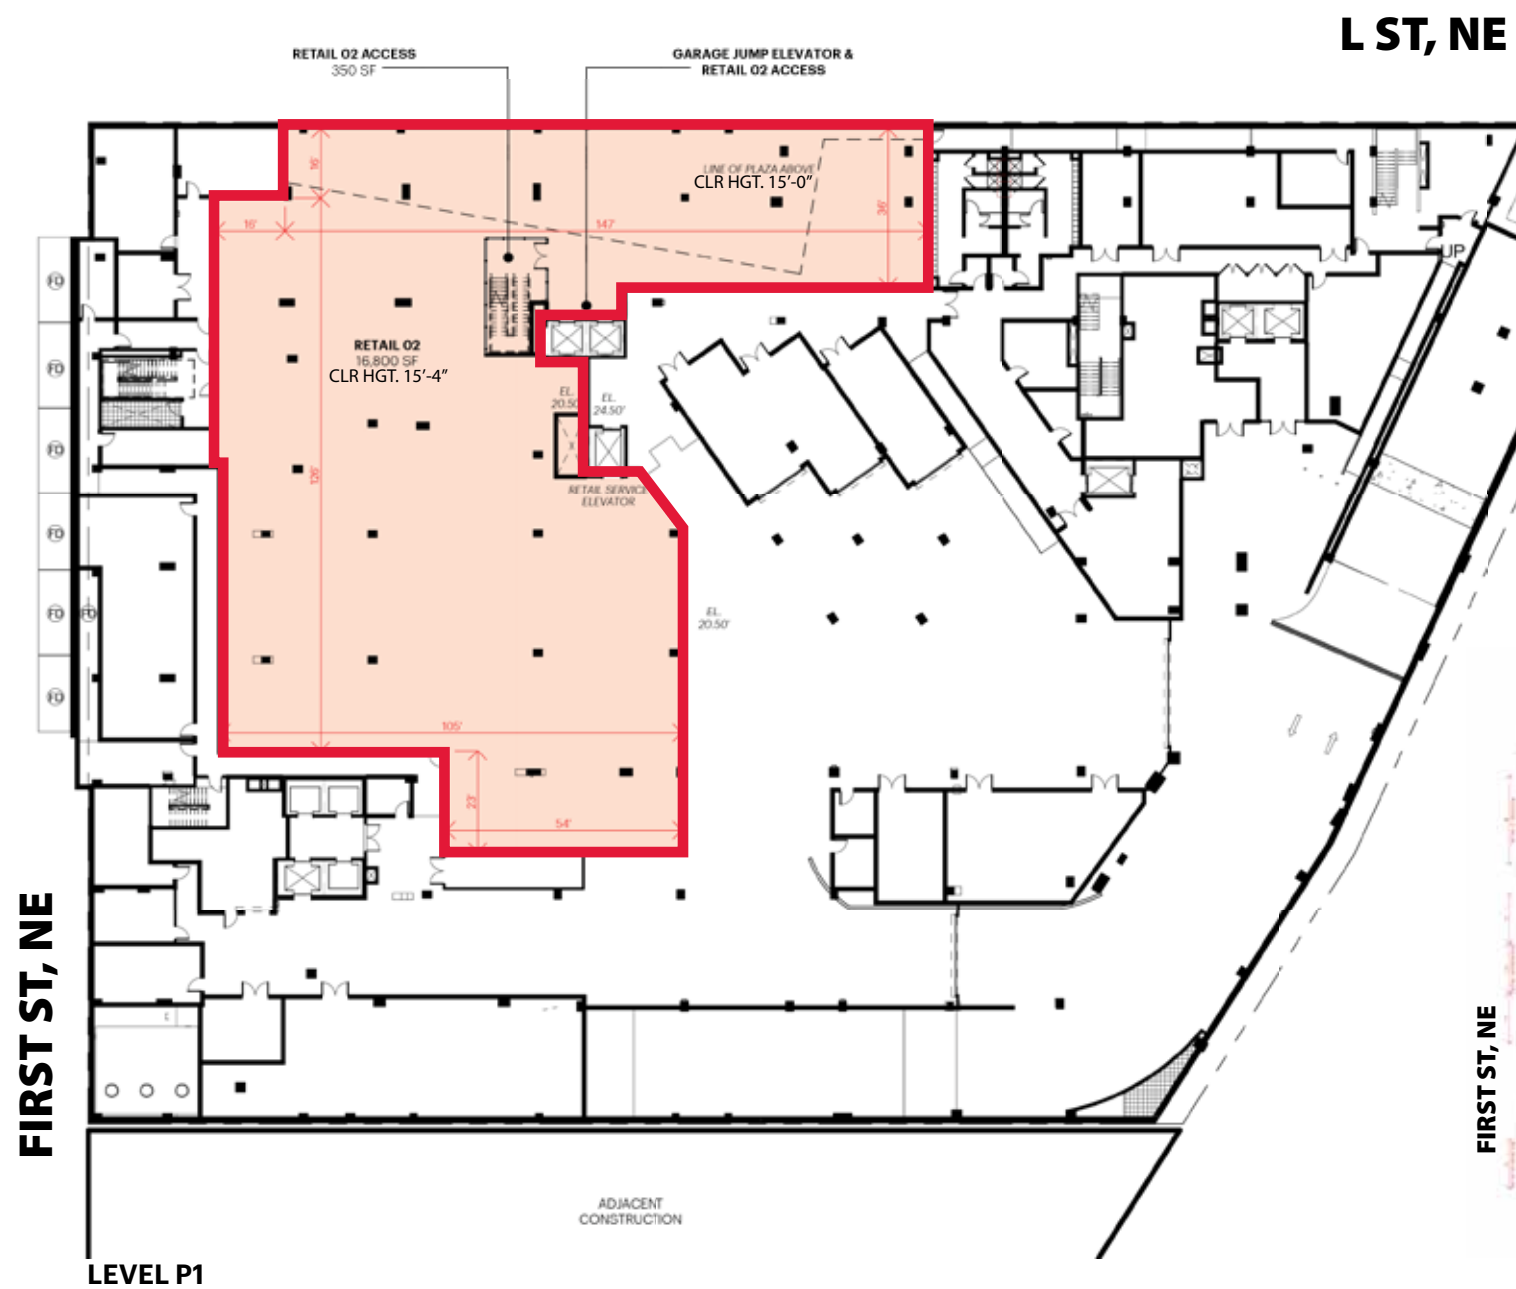 L ST, NE
RETAIL 02 ACCESS
350 SF
GARAGE JUMP ELEVATOR &
RETAIL 02 ACCESS
16'
LINE OF PLAZA ABOVE
CLR HGT. 15'-0"
36'
16'
147'
UP
FD
RETAIL 02
16,800 SF
CLR HGT. 15'-4"
FD
EL.
20.50'
EL.
24.50'
FD
126'
RETAIL SERVICE
ELEVATOR
FD
FD
FD
EL.
20.50'
FD
105'
23'
54'
FIRST ST, NE
FIRST ST, NE
ADJACENT
CONSTRUCTION
LEVEL P1